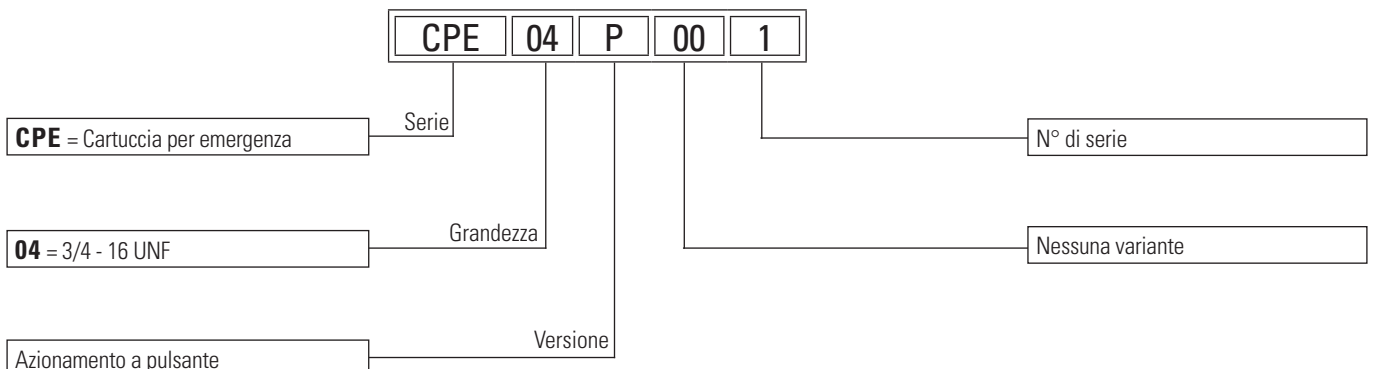 CPE 04 P 00 1
Serie
CPE = Cartuccia per emergenza
N° di serie
Grandezza
04 = 3/4 - 16 UNF
Nessuna variante
Versione
Azionamento a pulsante